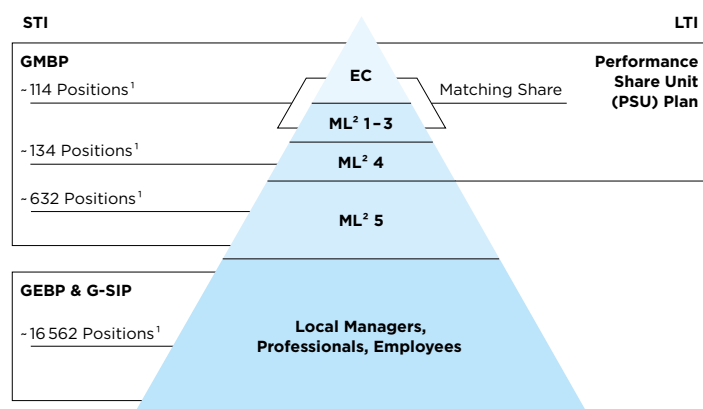 STI
LTI
GMBP
~114 Positions¹
EC
Matching Share
Performance
Share Unit
(PSU) Plan
ML² 1–3
~134 Positions¹
ML² 4
~632 Positions¹
ML² 5
GEBP & G-SIP
~16 562 Positions¹
Local Managers,
Professionals, Employees